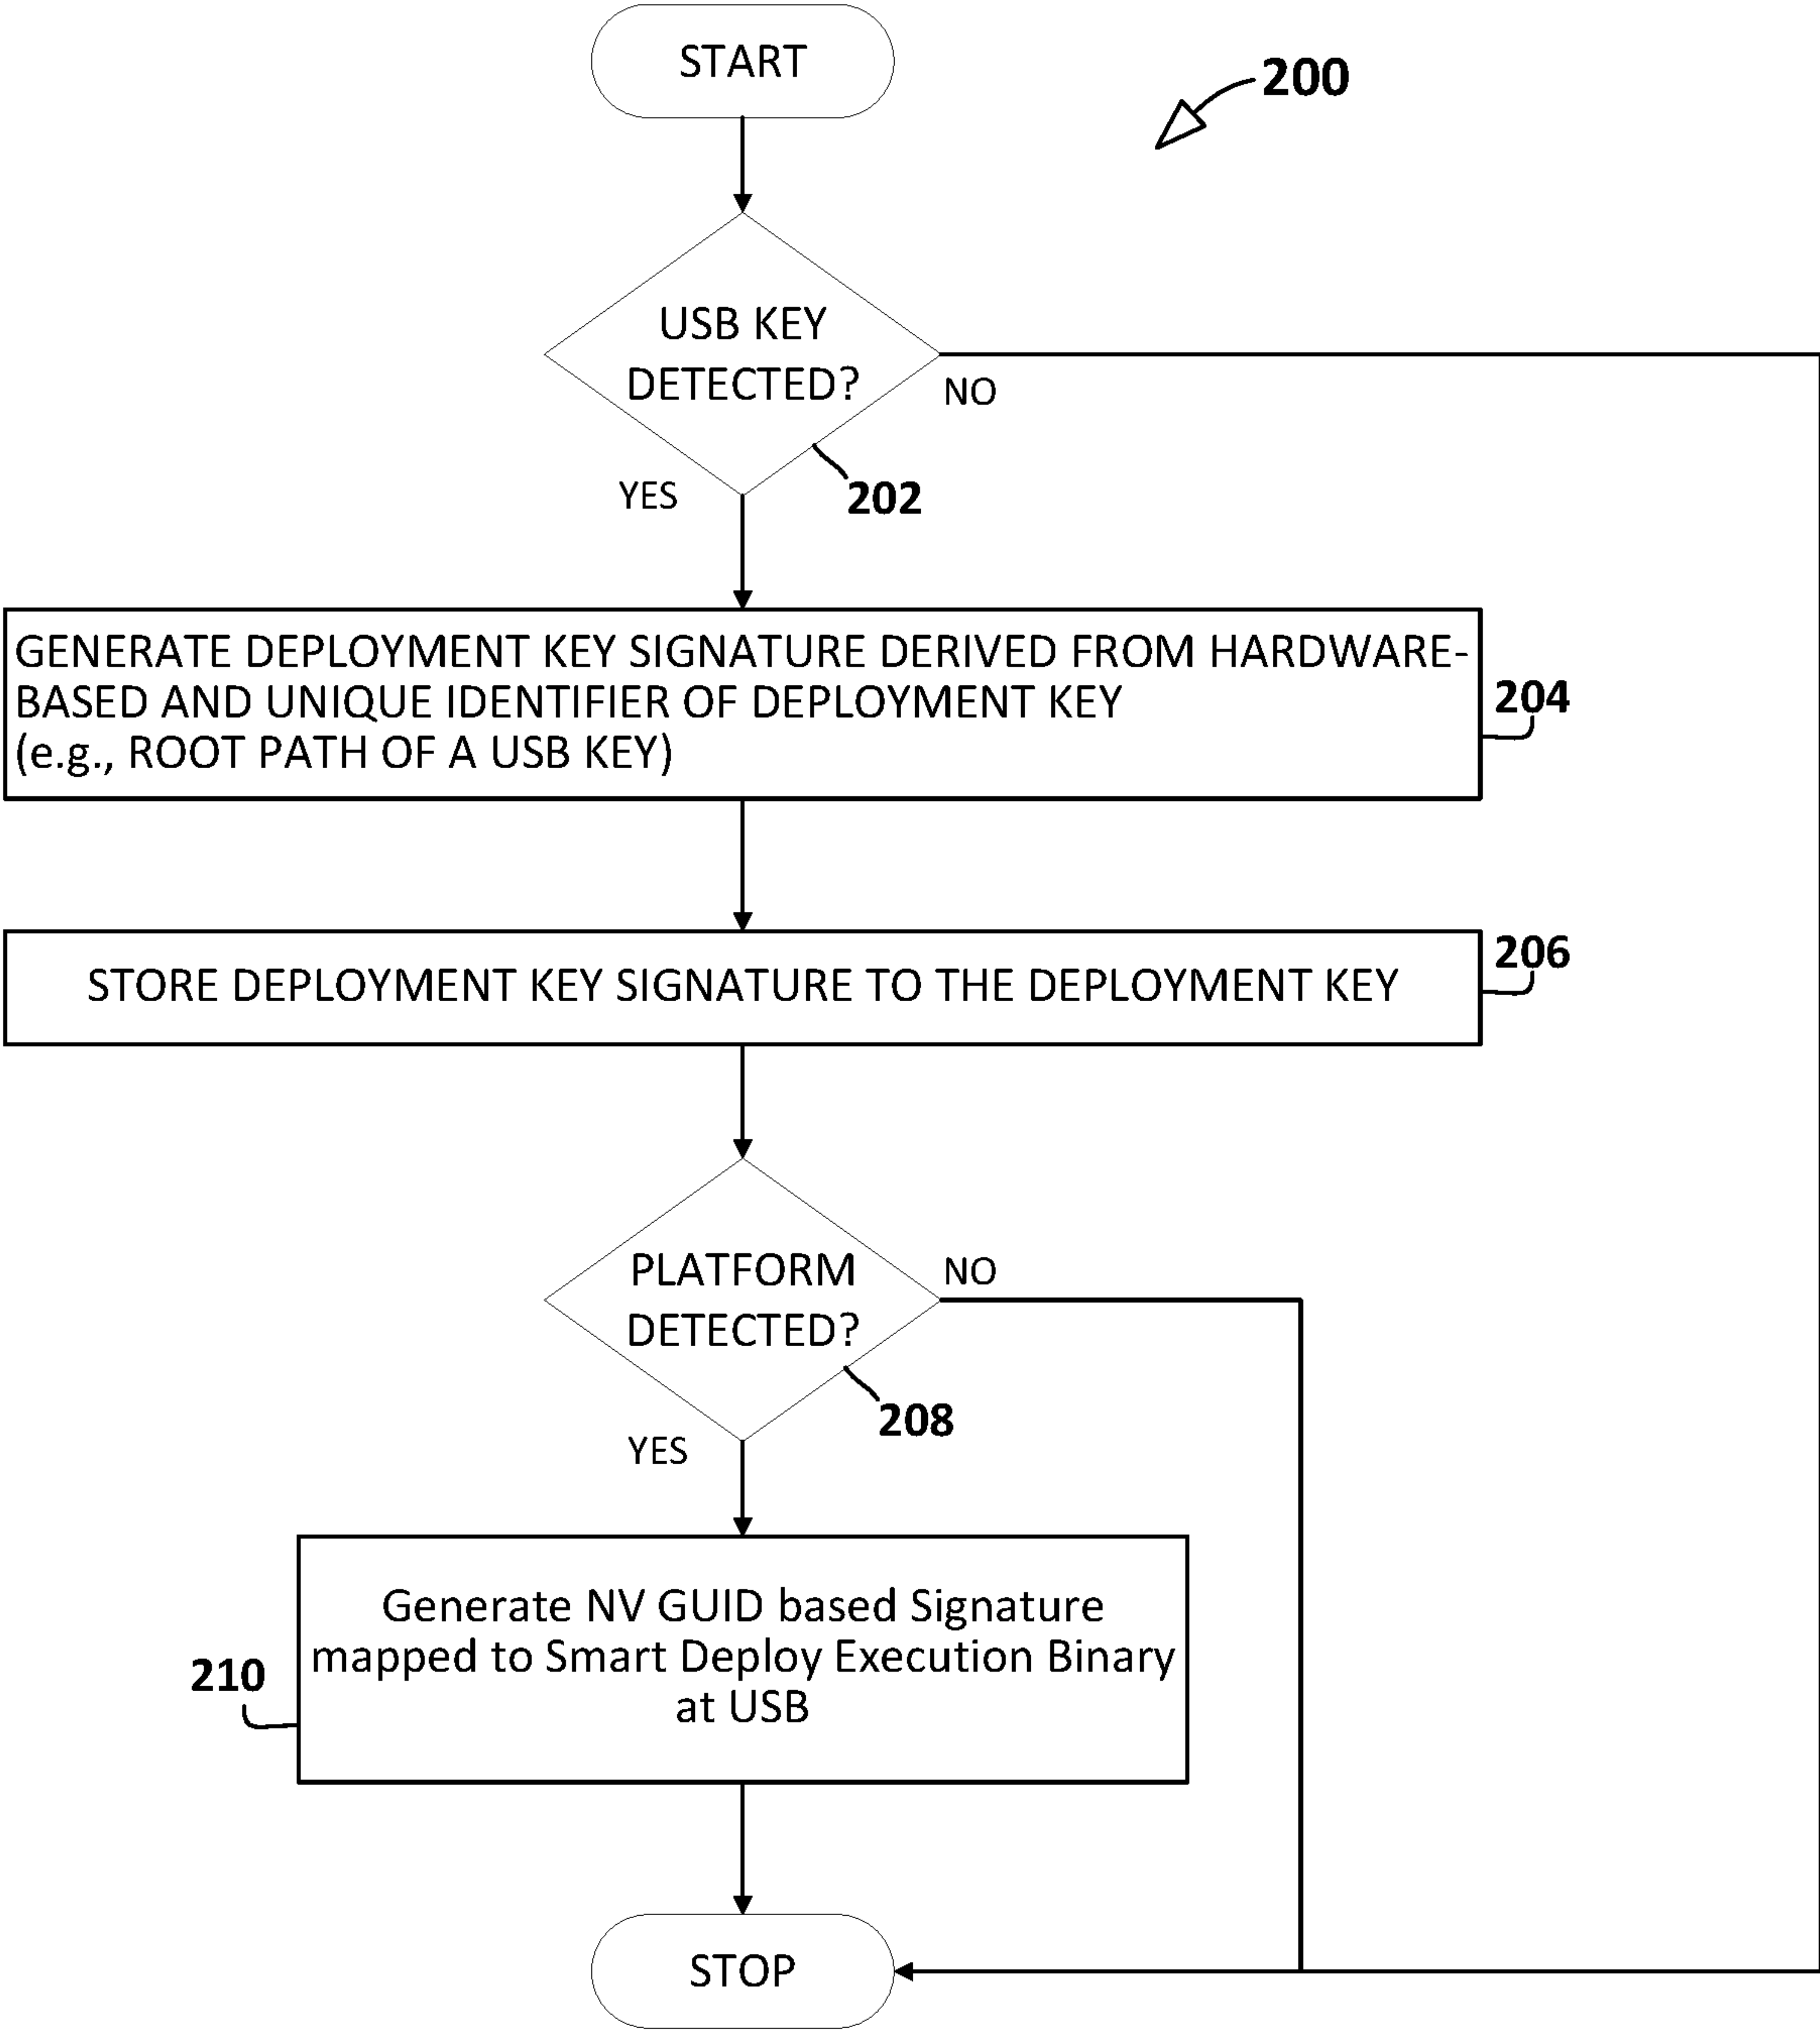 START
200
USB KEY
DETECTED?
NO
YES
202
GENERATE DEPLOYMENT KEY SIGNATURE DERIVED FROM HARDWARE-
BASED AND UNIQUE IDENTIFIER OF DEPLOYMENT KEY
(e.g., ROOT PATH OF A USB KEY)
204
STORE DEPLOYMENT KEY SIGNATURE TO THE DEPLOYMENT KEY
206
PLATFORM
DETECTED?
NO
YES
208
Generate NV GUID based Signature
mapped to Smart Deploy Execution Binary
at USB
210
STOP